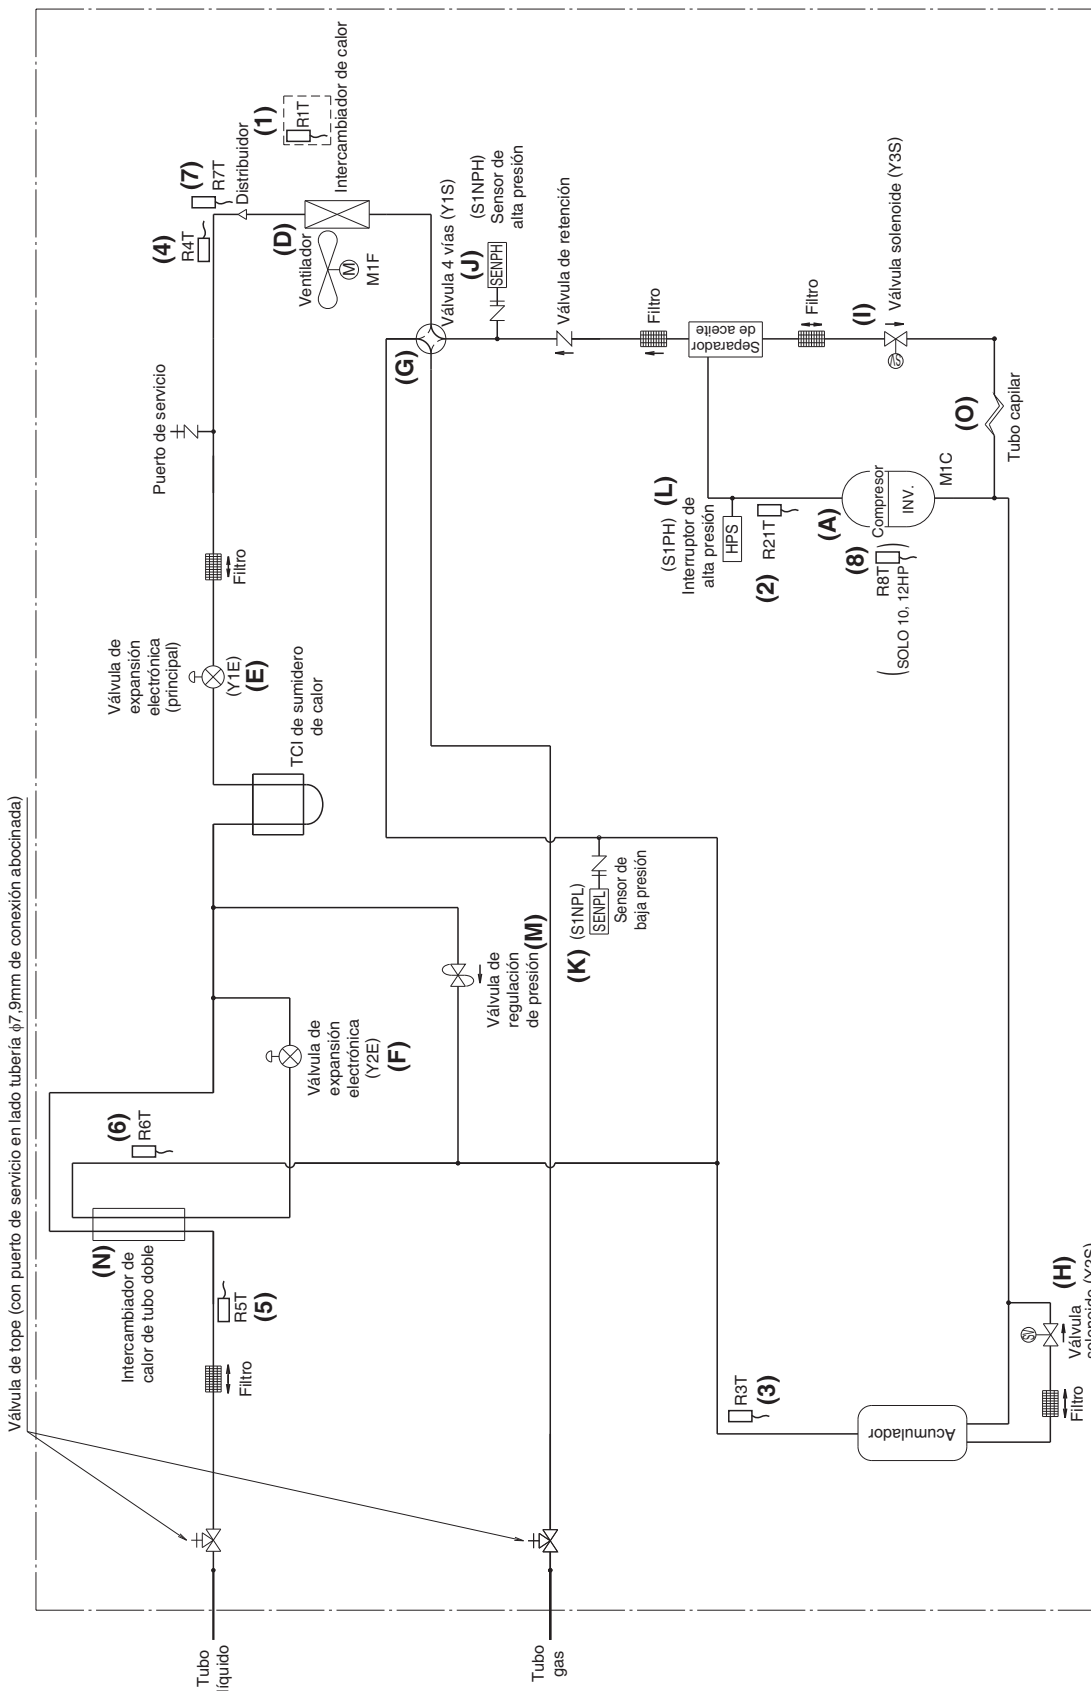 Válvula de tope (con puerto de servicio en lado tubería φ7,9mm de conexión abocinada)
Tubo
líquido
Tubo
gas
Filtro
R5T
(5)
(N)
Intercambiador de
calor de tubo doble
(6)
R6T
Válvula de
expansión
electrónica
(Y2E)
(F)
Válvula de
regulación
de presión
(M)
TCI de sumidero
de calor
Válvula de
expansión
electrónica
(principal)
(Y1E)
(E)
Filtro
Puerto de servicio
(4)
R4T
(7)
R7T
Distribuidor
(1)
R1T
Intercambiador de calor
(D)
Ventilador
M
M1F
(G)
Válvula 4 vías (Y1S)
(J)
SENPH
(S1NPH)
Sensor de
alta presión
Válvula de retención
Filtro
Separador
de aceite
Filtro
(I)
Válvula solenoide (Y3S)
SV
(O)
Tubo capilar
(L)
(S1PH)
Interruptor de
alta presión
HPS
(2)
R21T
(A)
Compresor
INV.
M1C
(8)
R8T
(SOLO 10, 12HP)
(K)
(S1NPL)
SENPL
Sensor de
baja presión
R3T
(3)
Acumulador
SV
(H)
Válvula
solenoide (Y2S)
Filtro